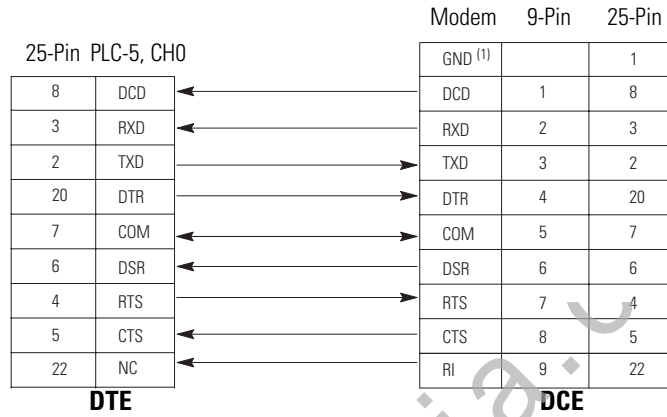 Modem 9-Pin 25-Pin
25-Pin PLC-5, CH0
GND (1) 1
8 DCD DCD 1 8
3 RXD RXD 2 3
2 TXD TXD 3 2
20 DTR DTR 4 20
7 COM COM 5 7
6 DSR DSR 6 6
4 RTS RTS 7 4
5 CTS CTS 8 5
22 NC RI 9 22
DTE DCE